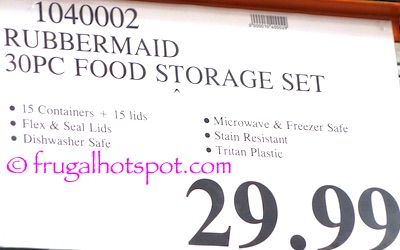 1040002
RUBBERMAID
30PC FOOD STORAGE SET
• 15 Containers + 15 lids
• Flex & Seal Lids
• Dishwasher Safe
• Microwave & Freezer Safe
• Stain Resistant
• Tritan Plastic
© frugalhotspot.com
29.99